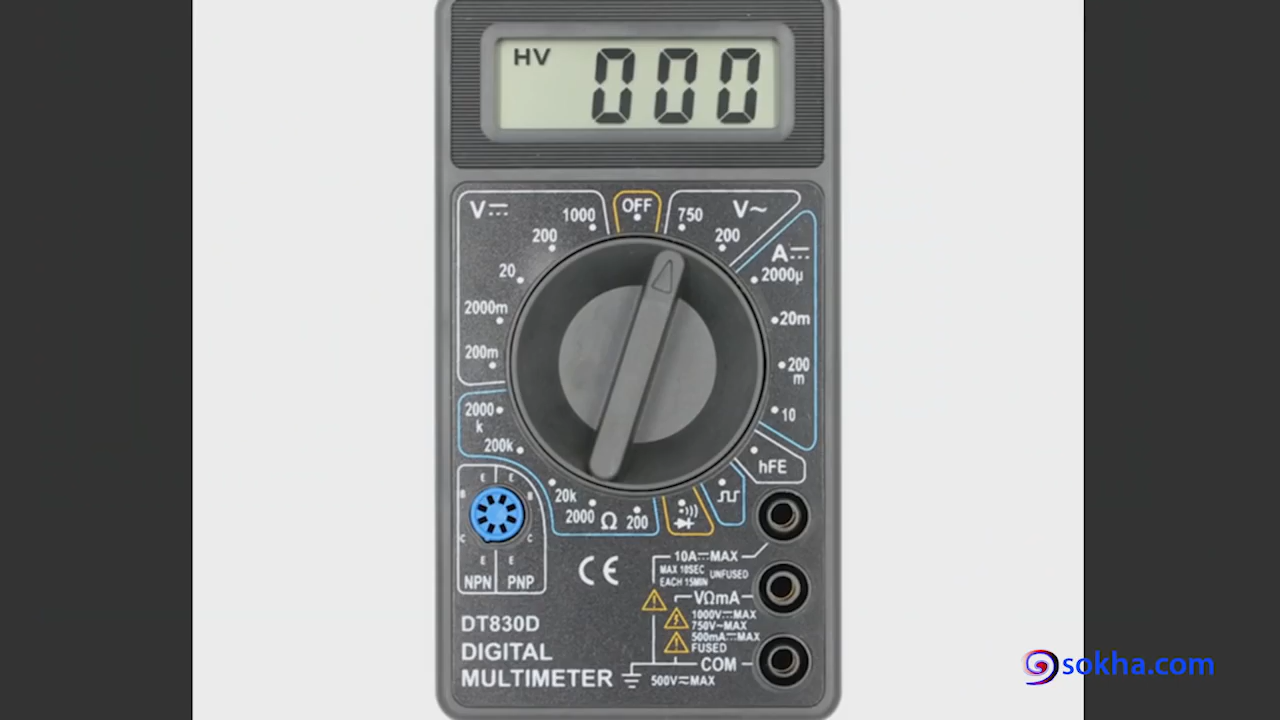 HV 000
V⎓ 1000 OFF 750 V~
200 200
A⎓
20 2000µ
2000m 20m
200m 200
m
2000 10
k
200k hFE
20k
2000 Ω 200
E E
B B
C C
E E
NPN PNP
CE
10A⎓MAX
MAX 10SEC UNFUSED
EACH 15MIN
VΩmA
1000V⎓MAX
750V~MAX
500mA⎓MAX
FUSED
COM
500V⎓MAX
DT830D
DIGITAL
MULTIMETER
sokha.com